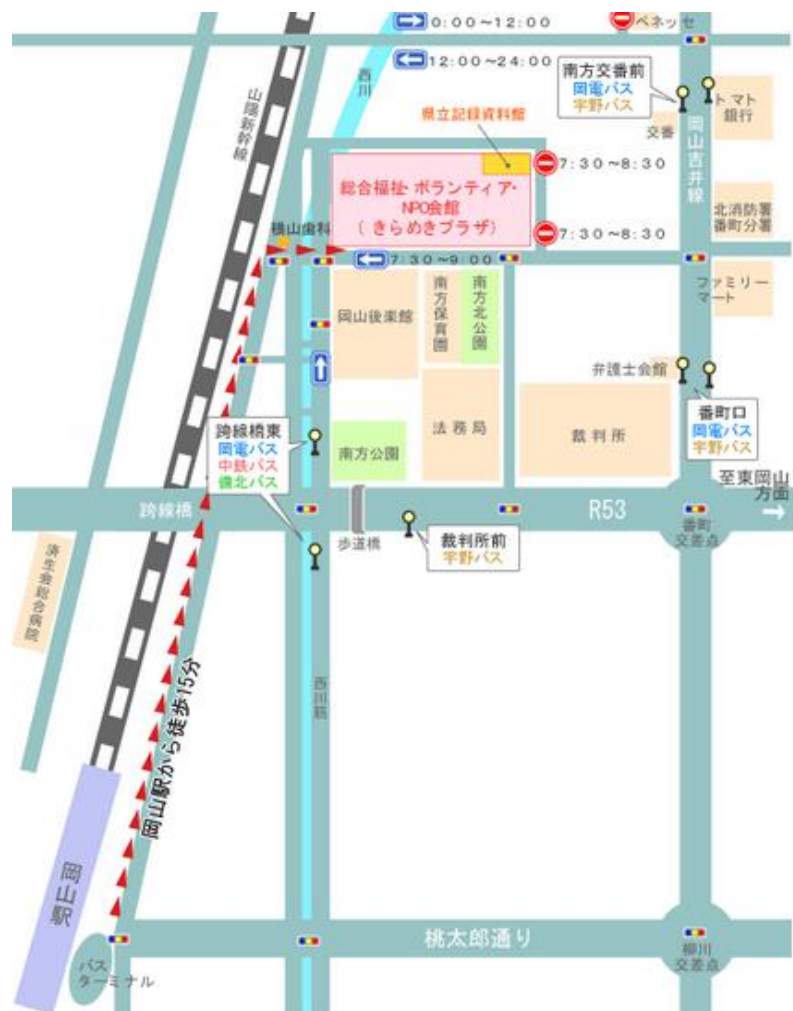 0:00～12:00
ベネッセ
12:00～24:00
西川
山陽新幹線
南方交番前
岡電バス
宇野バス
トマト
銀行
交番
県立記録資料館
岡山吉井線
7:30～8:30
総合福祉・ボランティア・
NPO会館
（きらめきプラザ）
北消防署
番町分署
横山歯科
7:30～8:30
7:30～9:00
ファミリー
マート
岡山後楽館
南方保育園
南方北公園
弁護士会館
番町口
岡電バス
宇野バス
跨線橋東
岡電バス
中鉄バス
備北バス
南方公園
法務局
裁判所
至東岡山
方面
跨線橋
R53
番町
交差点
歩道橋
裁判所前
宇野バス
済生会総合病院
岡山駅から徒歩15分
西川筋
岡山駅
桃太郎通り
柳川
交差点
バス
ターミナル